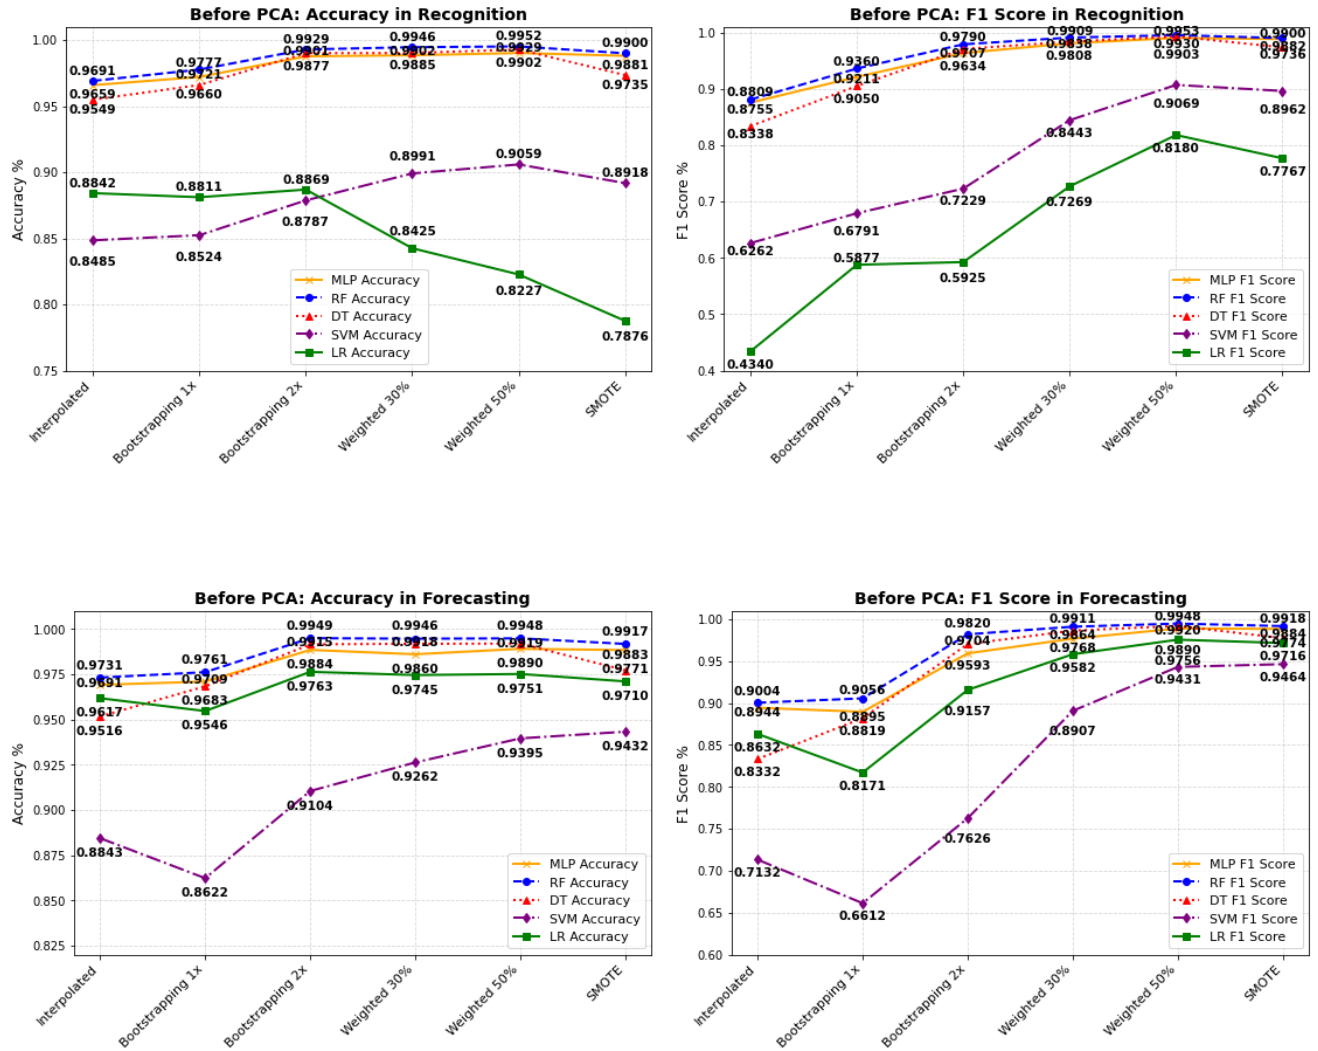 Before PCA: Accuracy in Recognition
Accuracy %
1.00
0.95
0.90
0.85
0.80
0.75
0.9691
0.9659
0.9549
0.9777
0.9721
0.9660
0.9929
0.9901
0.9877
0.9946
0.9902
0.9885
0.9952
0.9929
0.9902
0.9900
0.9881
0.9735
0.8842
0.8811
0.8869
0.8425
0.8227
0.7876
0.8485
0.8524
0.8787
0.8991
0.9059
0.8918
MLP Accuracy
RF Accuracy
DT Accuracy
SVM Accuracy
LR Accuracy
Interpolated
Bootstrapping 1x
Bootstrapping 2x
Weighted 30%
Weighted 50%
SMOTE
Before PCA: F1 Score in Recognition
F1 Score %
1.0
0.9
0.8
0.7
0.6
0.5
0.4
0.8809
0.8755
0.8338
0.9360
0.9211
0.9050
0.9790
0.9707
0.9634
0.9909
0.9838
0.9808
0.9953
0.9930
0.9903
0.9900
0.9882
0.9736
0.6262
0.6791
0.7229
0.8443
0.9069
0.8962
0.4340
0.5877
0.5925
0.7269
0.8180
0.7767
MLP F1 Score
RF F1 Score
DT F1 Score
SVM F1 Score
LR F1 Score
Interpolated
Bootstrapping 1x
Bootstrapping 2x
Weighted 30%
Weighted 50%
SMOTE
Before PCA: Accuracy in Forecasting
Accuracy %
1.000
0.975
0.950
0.925
0.900
0.875
0.850
0.825
0.9731
0.9691
0.9617
0.9516
0.9761
0.9709
0.9683
0.9546
0.9949
0.9915
0.9884
0.9763
0.9946
0.9918
0.9860
0.9745
0.9948
0.9919
0.9890
0.9751
0.9917
0.9883
0.9771
0.9710
0.8843
0.8622
0.9104
0.9262
0.9395
0.9432
MLP Accuracy
RF Accuracy
DT Accuracy
SVM Accuracy
LR Accuracy
Interpolated
Bootstrapping 1x
Bootstrapping 2x
Weighted 30%
Weighted 50%
SMOTE
Before PCA: F1 Score in Forecasting
F1 Score %
1.00
0.95
0.90
0.85
0.80
0.75
0.70
0.65
0.60
0.9004
0.8944
0.8632
0.8332
0.9056
0.8895
0.8819
0.8171
0.9820
0.9704
0.9593
0.9157
0.9911
0.9864
0.9768
0.9582
0.9948
0.9920
0.9890
0.9756
0.9431
0.9918
0.9884
0.9774
0.9716
0.9464
0.7132
0.6612
0.7626
0.8907
MLP F1 Score
RF F1 Score
DT F1 Score
SVM F1 Score
LR F1 Score
Interpolated
Bootstrapping 1x
Bootstrapping 2x
Weighted 30%
Weighted 50%
SMOTE